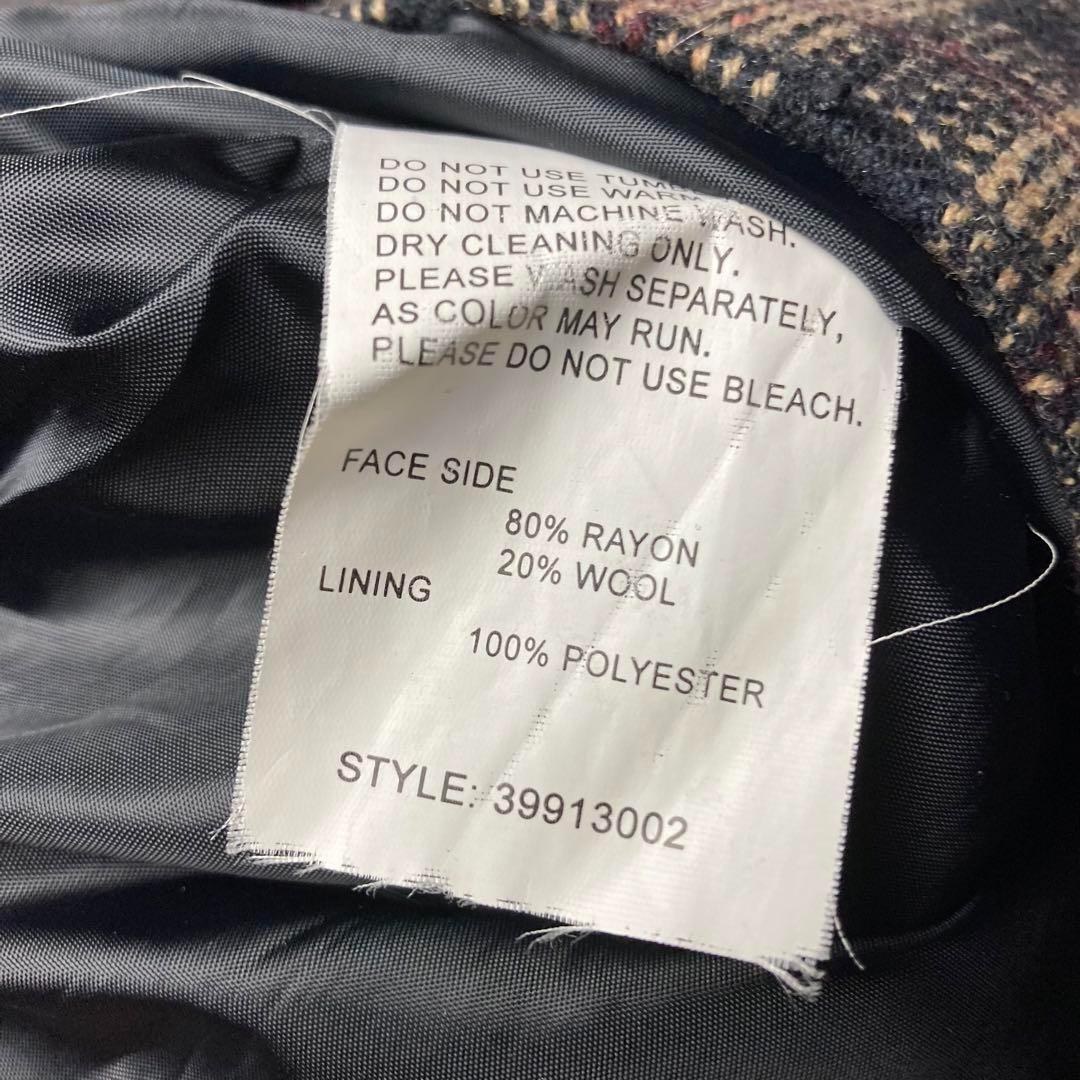 DO NOT USE
DO NOT USE WARM
DO NOT MACHINE WASH.
DRY CLEANING ONLY.
PLEASE WASH SEPARATELY,
AS COLOR MAY RUN.
PLEASE DO NOT USE BLEACH.
FACE SIDE
80% RAYON
20% WOOL
LINING
100% POLYESTER
STYLE: 39913002